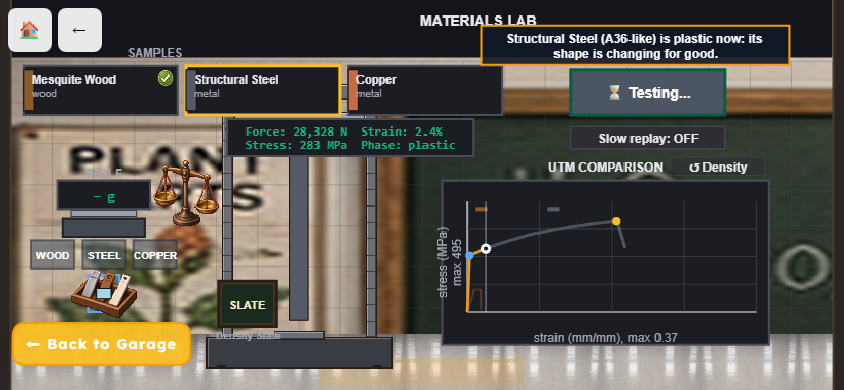 MATERIALS LAB
Structural Steel (A36-like) is plastic now: its
shape is changing for good.
SAMPLES
Mesquite Wood
wood
Structural Steel
metal
Copper
metal
Testing...
Force: 28,328 N Strain: 2.4%
Stress: 283 MPa Phase: plastic
Slow replay: OFF
UTM COMPARISON
↺ Density
PLANT
– g
WOOD
STEEL
COPPER
stress (MPa)
max 495
SLATE
Density Slate
← Back to Garage
strain (mm/mm), max 0.37